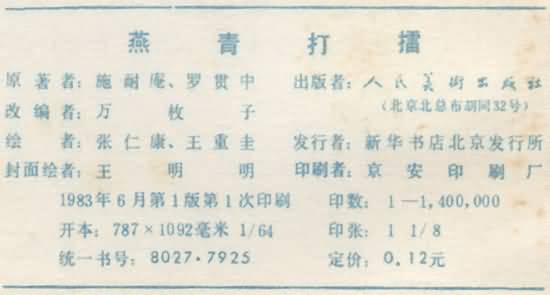 燕青打擂
原著者：施耐庵、罗贯中 出版者：人民美术出版社
改编者：万枚子 （北京北总布胡同32号）
绘者：张仁康、王重圭 发行者：新华书店北京发行所
封面绘者：王明明 印刷者：京安印刷厂
1983年6月第1版第1次印刷 印数：1—1,400,000
开本：787×1092毫米 1/64 印张：1 1/8
统一书号：8027·7925 定价：0.12元